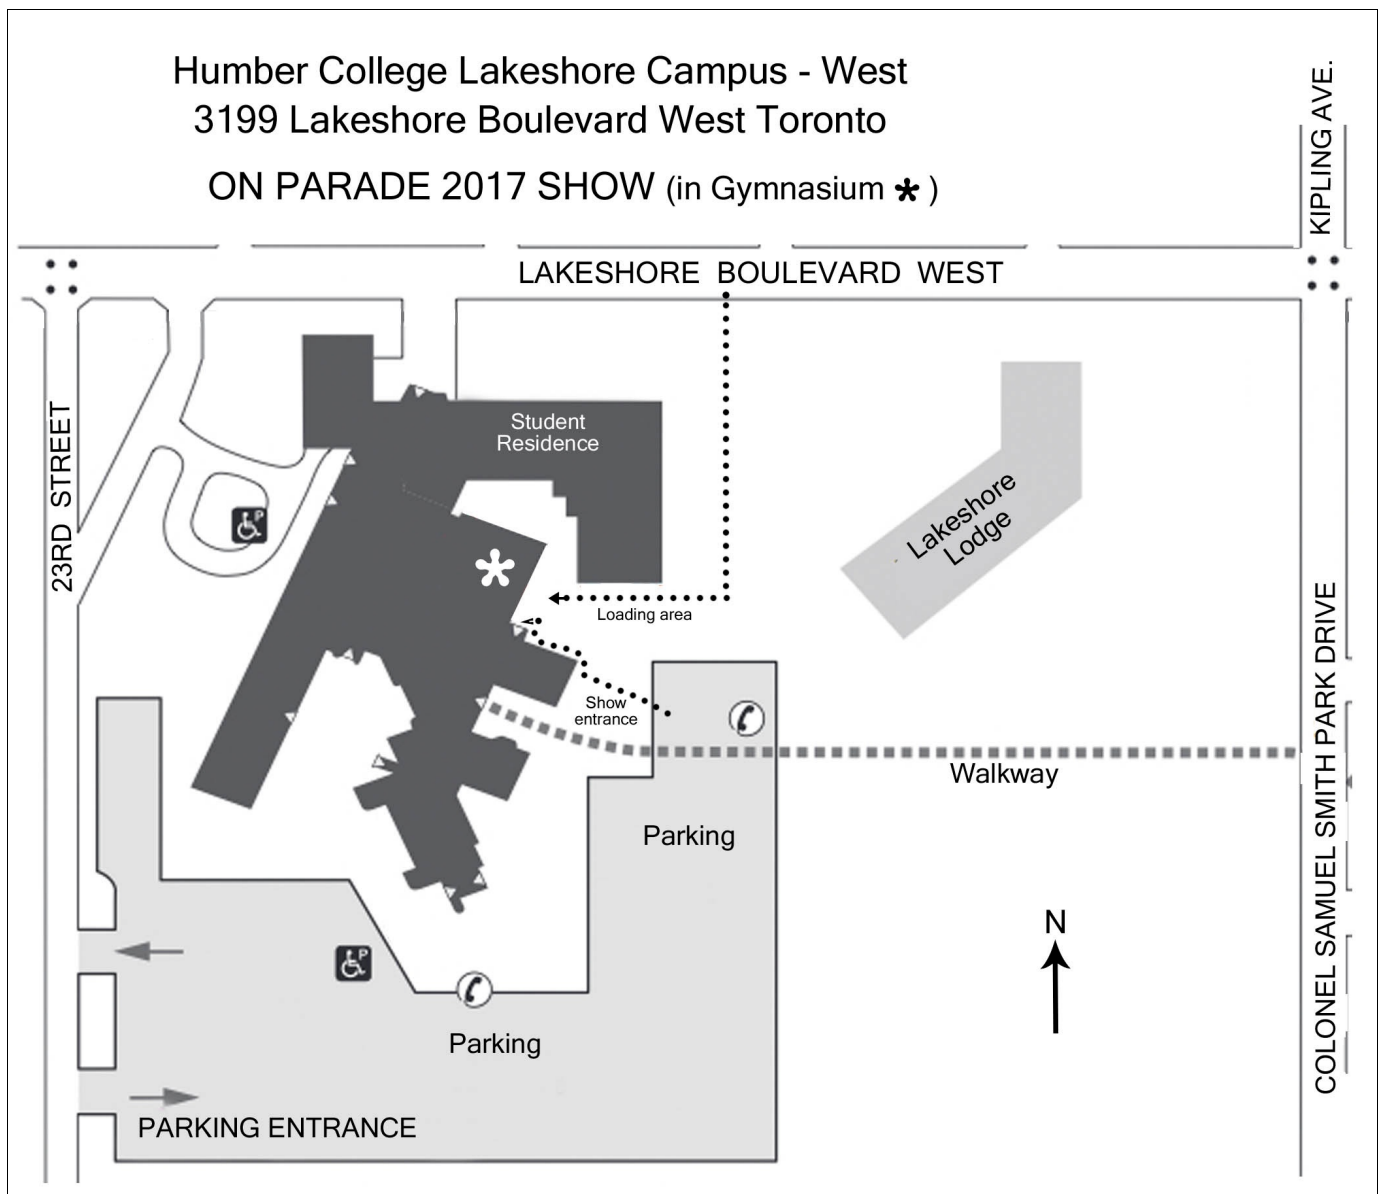 Humber College Lakeshore Campus - West
3199 Lakeshore Boulevard West Toronto
ON PARADE 2017 SHOW (in Gymnasium * )
KIPLING AVE.
LAKESHORE BOULEVARD WEST
23RD STREET
Student
Residence
P
Lakeshore
Lodge
Loading area
Show
entrance
Walkway
Parking
COLONEL SAMUEL SMITH PARK DRIVE
N
P
Parking
PARKING ENTRANCE